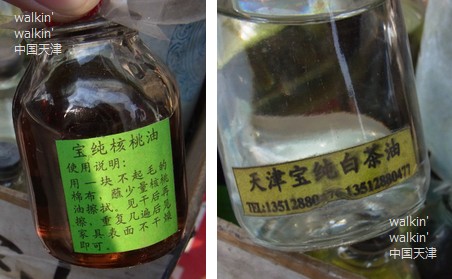 walkin'
walkin'
中国天津
宝纯核桃油
使用说明:
用一块不起毛的
棉布,蘸少量核桃
油擦拭,见干后再
擦,重复几遍后见
家具表面不干燥
即可.
天津宝纯白茶油
TEL:13512880477 13512880477
walkin'
walkin'
中国天津